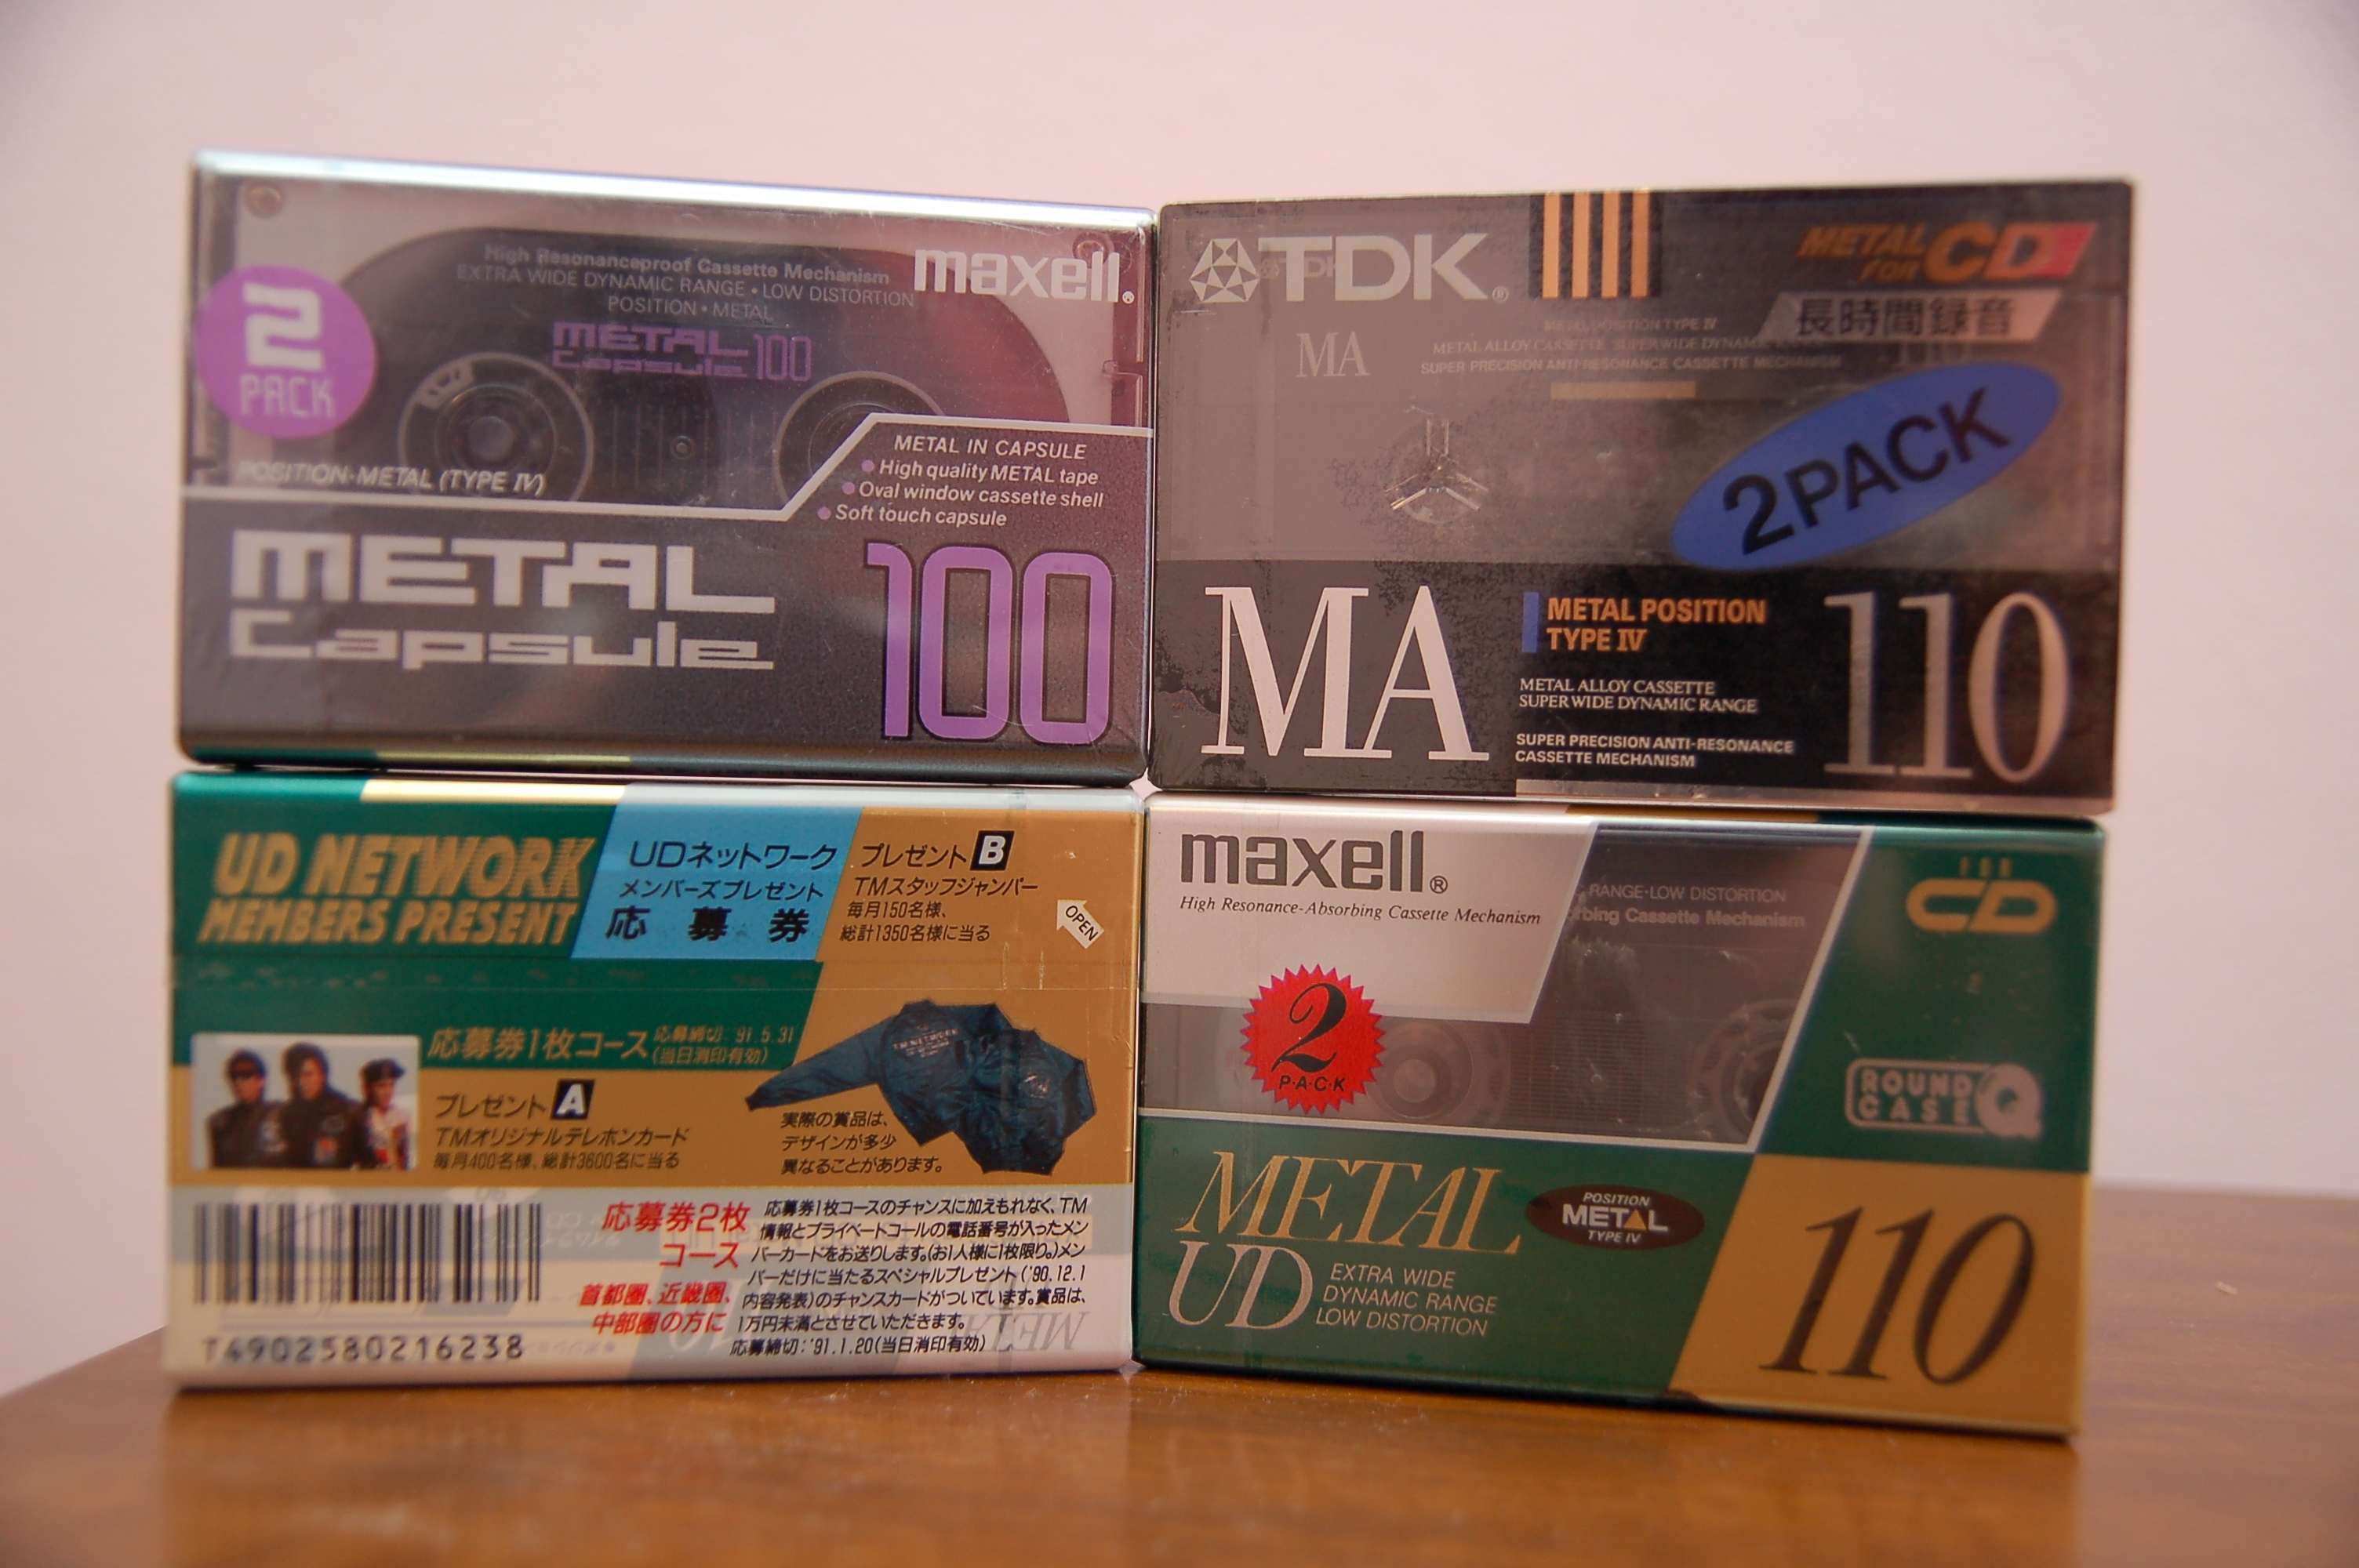 2
PACK
High Resonanceproof Cassette Mechanism
EXTRA WIDE DYNAMIC RANGE • LOW DISTORTION
POSITION • METAL
METAL
Capsule 100
maxell®
POSITION•METAL (TYPE IV)
METAL IN CAPSULE
● High quality METAL tape
● Oval window cassette shell
● Soft touch capsule
METAL
Capsule
100
TDK®
METAL
FOR CD
長時間録音
MA
METAL POSITION TYPE IV
METAL ALLOY CASSETTE SUPER WIDE DYNAMIC
SUPER PRECISION ANTI-RESONANCE CASSETTE MECHANISM
2PACK
MA
METAL POSITION
TYPE IV
METAL ALLOY CASSETTE
SUPER WIDE DYNAMIC RANGE
SUPER PRECISION ANTI-RESONANCE
CASSETTE MECHANISM
110
UD NETWORK
MEMBERS PRESENT
UDネットワーク
メンバーズプレゼント
応募券
プレゼントB
TMスタッフジャンパー
毎月150名様、
総計1350名様に当る
OPEN
応募券1枚コース
応募締切: '91.5.31
(当日消印有効)
プレゼントA
TMオリジナルテレホンカード
毎月400名様、総計3600名に当る
実際の賞品は、
デザインが多少
異なることがあります。
応募券2枚
コース
首都圏、近畿圏、
中部圏の方に
応募券1枚コースのチャンスに加えもれなく、TM
情報とプライベートコールの電話番号が入ったメン
バーカードをお送りします。(お1人様に1枚限り。)メン
バーだけに当たるスペシャルプレゼント('90.12.1
内容発表)のチャンスカードがついています。賞品は、
1万円未満とさせていただきます。
応募締切:'91.1.20(当日消印有効)
T4902580216238
maxell®
High Resonance-Absorbing Cassette Mechanism
RANGE•LOW DISTORTION
rbing Cassette Mechanism
FOR
CD
2
P•A•C•K
ROUND
CASE
METAL
UD
POSITION
METAL
TYPE IV
EXTRA WIDE
DYNAMIC RANGE
LOW DISTORTION
110